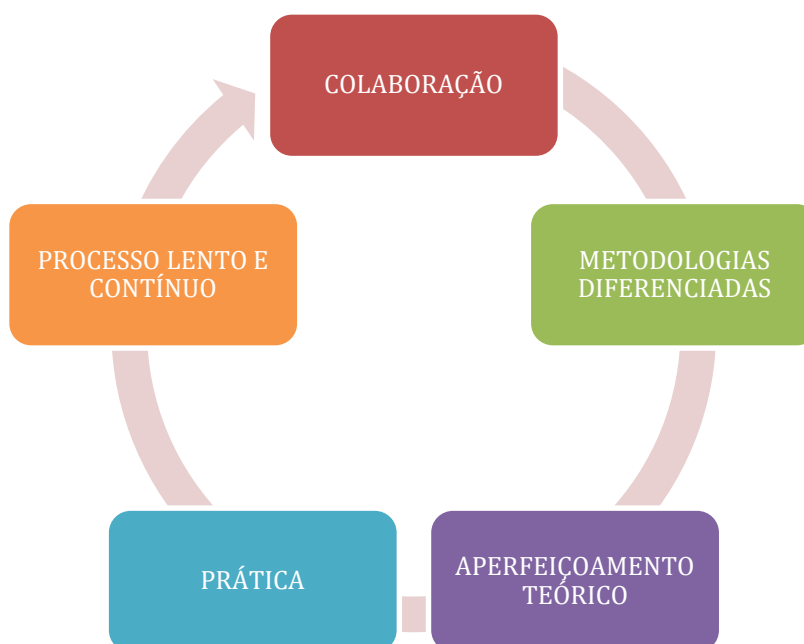 COLABORAÇÃO
METODOLOGIAS
DIFERENCIADAS
APERFEIÇOAMENTO
TEÓRICO
PRÁTICA
PROCESSO LENTO E
CONTÍNUO